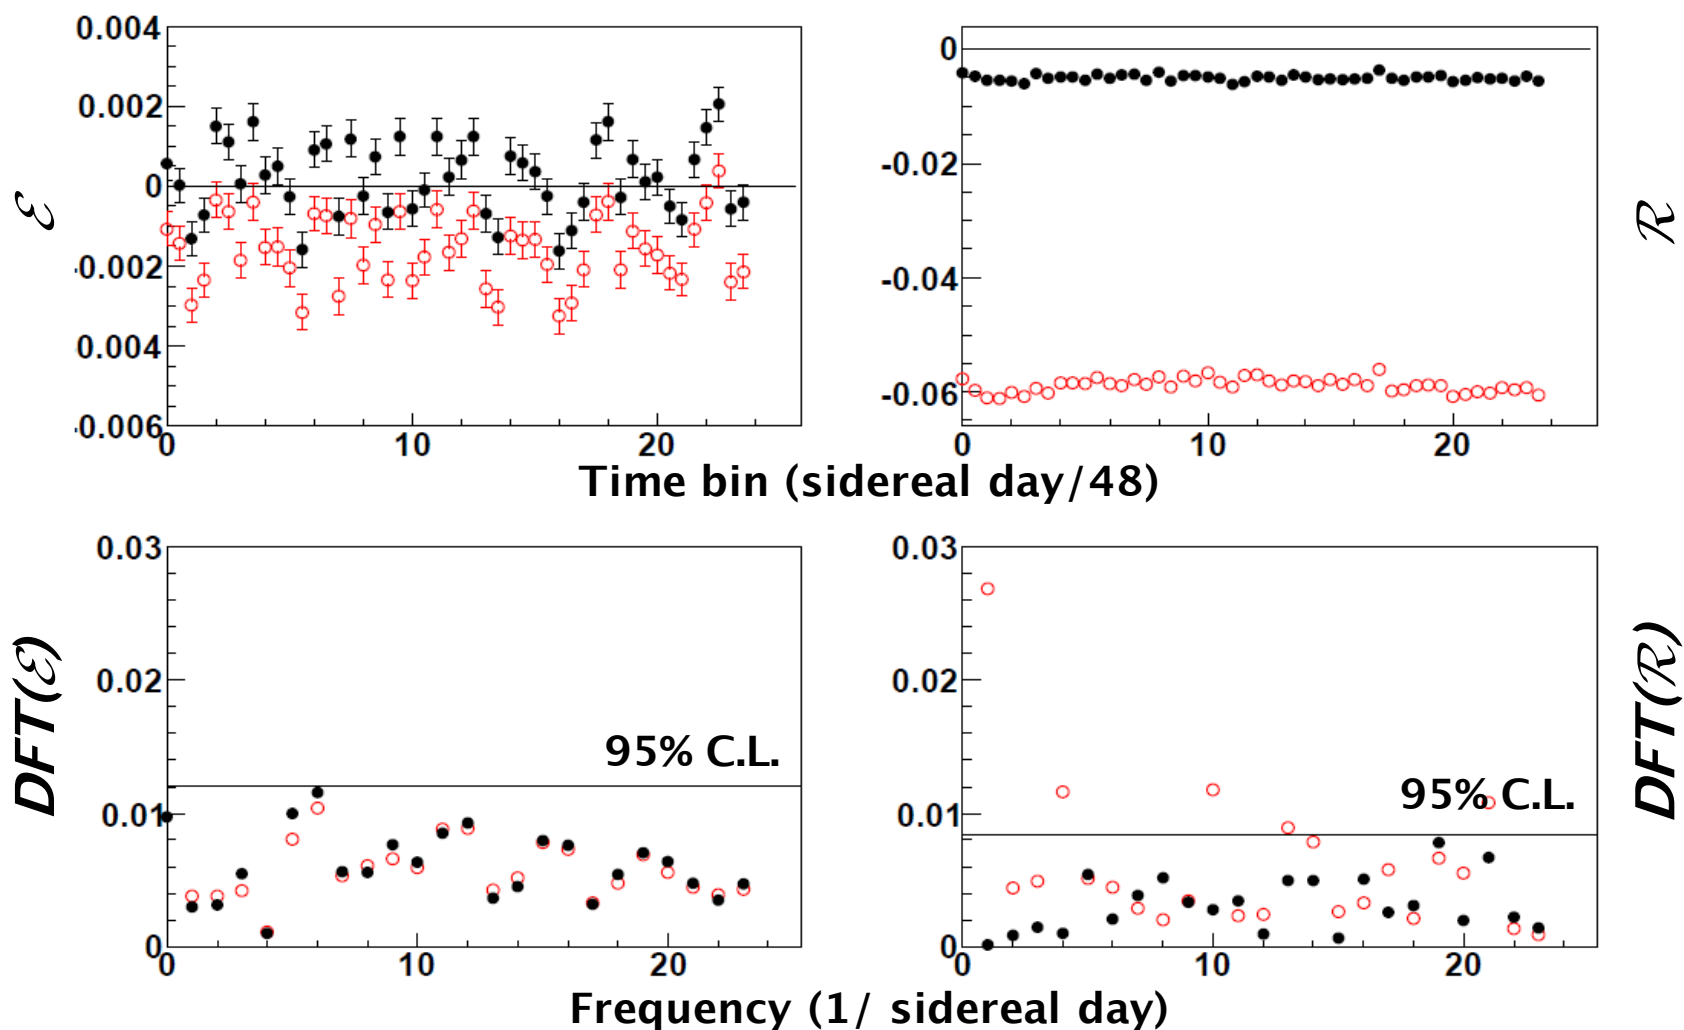 0.004
0.002
0
-0.002
0.004
-0.006
ℰ
0 10 20
0
-0.02
-0.04
-0.06
ℛ
0 10 20
Time bin (sidereal day/48)
0.03
0.02
0.01
0
DFT(ℰ)
95% C.L.
0 10 20
0.03
0.02
0.01
0
DFT(ℛ)
95% C.L.
0 10 20
Frequency (1/ sidereal day)